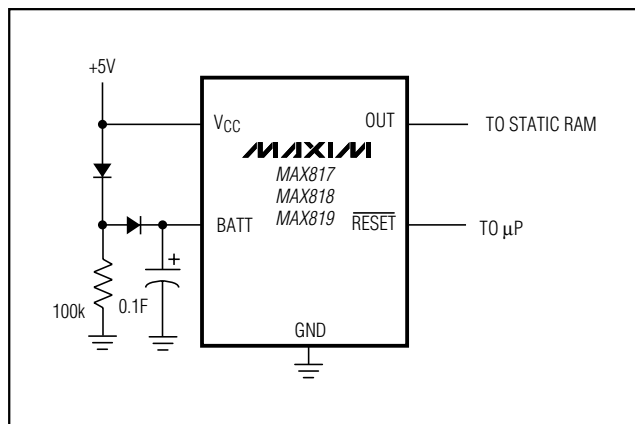 +5V
VCC
OUT
TO STATIC RAM
MAXIM
MAX817
MAX818
MAX819
BATT
RESET
TO μP
+
100k
0.1F
GND